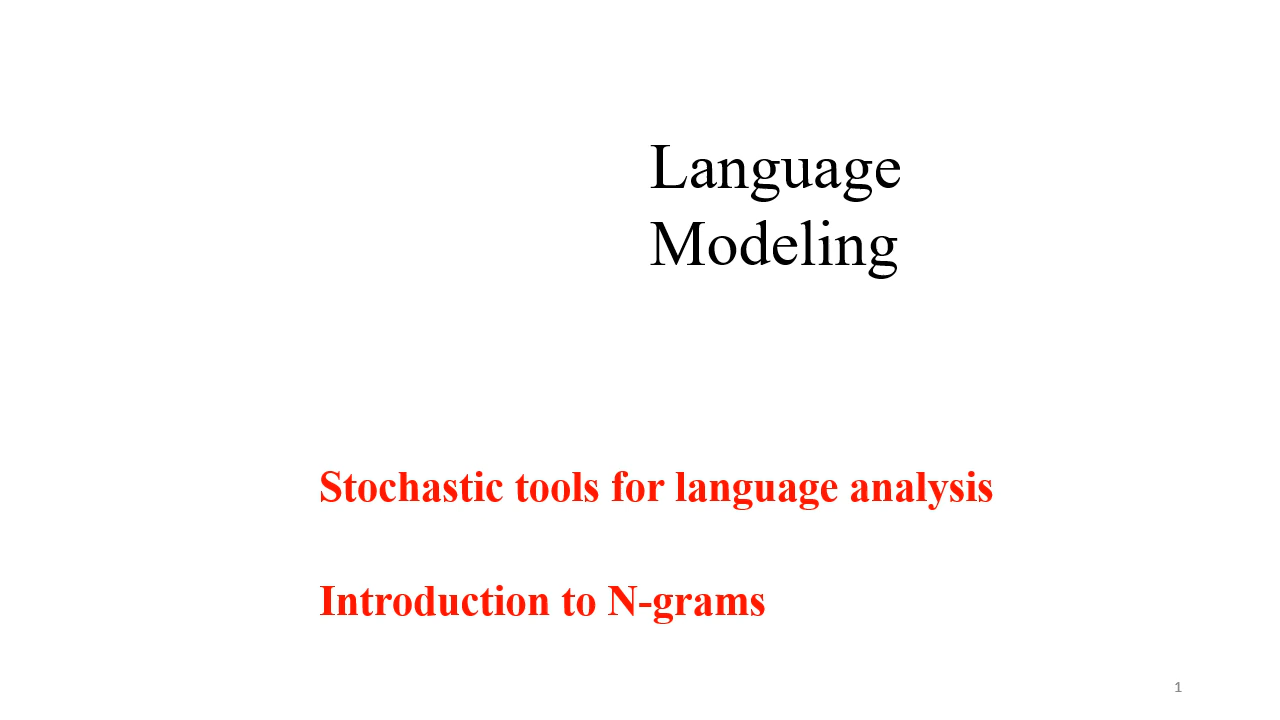 Language
Modeling
Stochastic tools for language analysis
Introduction to N-grams
1